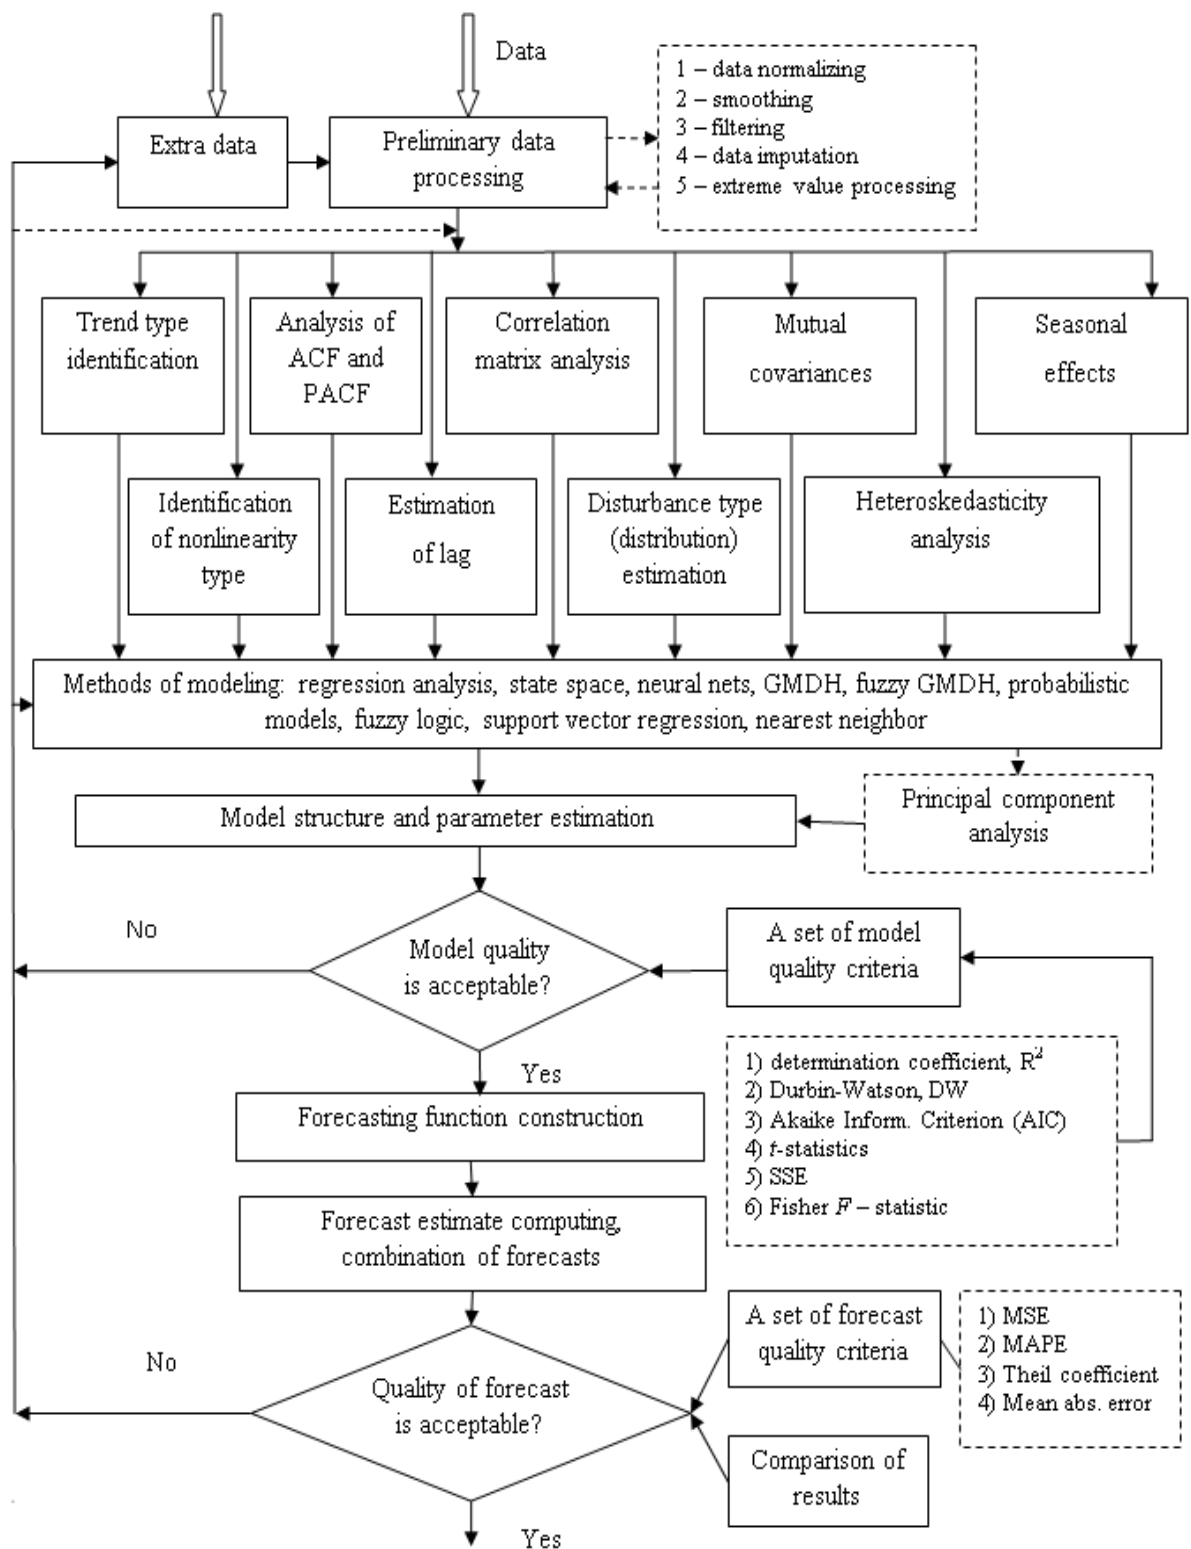 Data
1 – data normalizing
2 – smoothing
3 – filtering
4 – data imputation
5 – extreme value processing
Extra data
Preliminary data
processing
Trend type
identification
Analysis of
ACF and
PACF
Correlation
matrix analysis
Mutual
covariances
Seasonal
effects
Identification
of nonlinearity
type
Estimation
of lag
Disturbance type
(distribution)
estimation
Heteroskedasticity
analysis
Methods of modeling: regression analysis, state space, neural nets, GMDH, fuzzy GMDH, probabilistic
models, fuzzy logic, support vector regression, nearest neighbor
Model structure and parameter estimation
Principal component
analysis
No
Model quality
is acceptable?
A set of model
quality criteria
Yes
1) determination coefficient, R²
2) Durbin-Watson, DW
3) Akaike Inform. Criterion (AIC)
4) t-statistics
5) SSE
6) Fisher F – statistic
Forecasting function construction
Forecast estimate computing,
combination of forecasts
No
Quality of forecast
is acceptable?
A set of forecast
quality criteria
1) MSE
2) MAPE
3) Theil coefficient
4) Mean abs. error
Comparison of
results
Yes